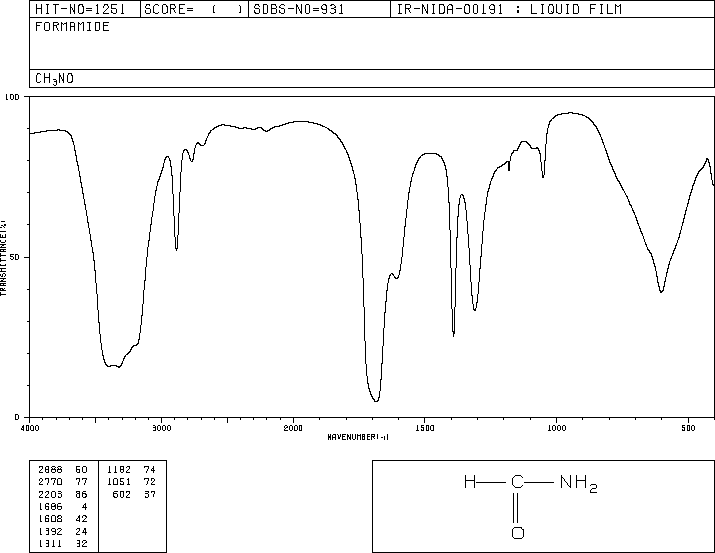 HIT-NO=1251 SCORE= ( ) SDBS-NO=931 IR-NIDA-00191 : LIQUID FILM
FORMAMIDE
CH3NO
100
50
0
TRANSMITTANCE(%)
4000 3000 2000 1500 1000 500
WAVENUMBER(-1)
2888 50 1182 74
2770 77 1051 72
2203 86 602 37
1686 4
1608 42
1392 24
1311 32
H C NH2
O